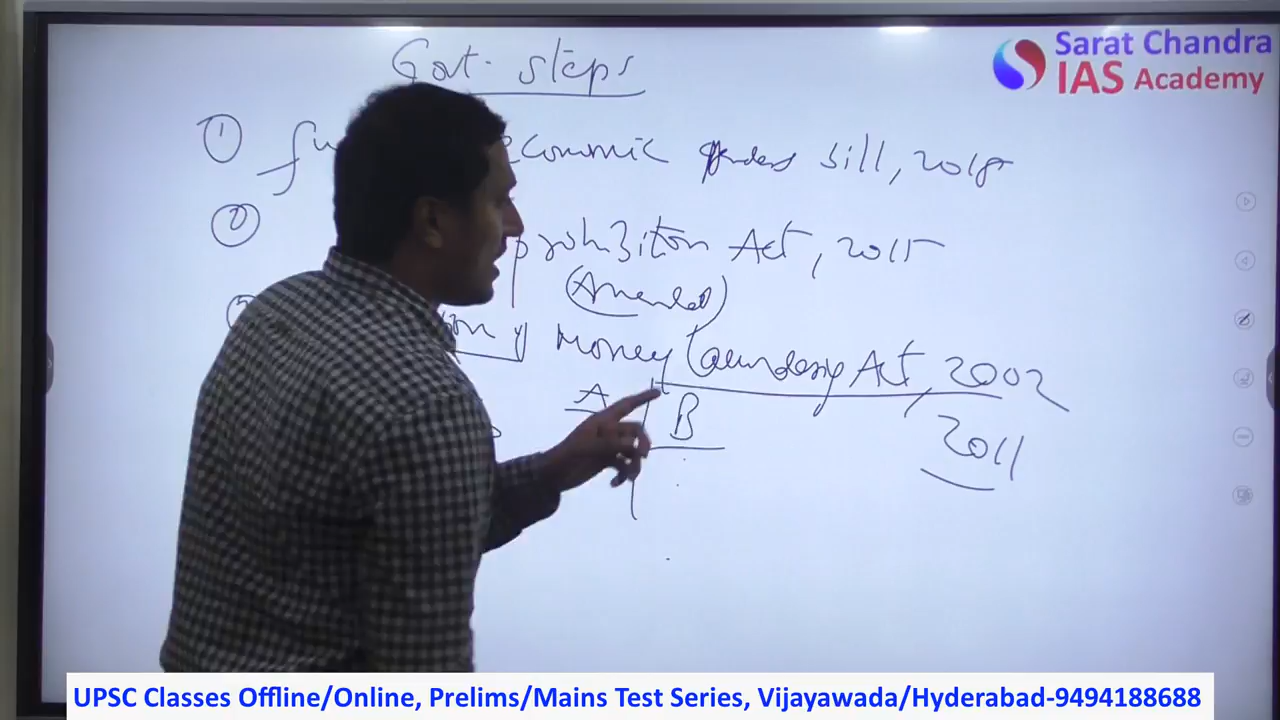 Sarat Chandra
IAS Academy
Govt. steps
① Fu economic offenders bill, 2018
② prohibition Act, 2015
(Amended)
Money laundering Act, 2002
A B
2011
UPSC Classes Offline/Online, Prelims/Mains Test Series, Vijayawada/Hyderabad-9494188688